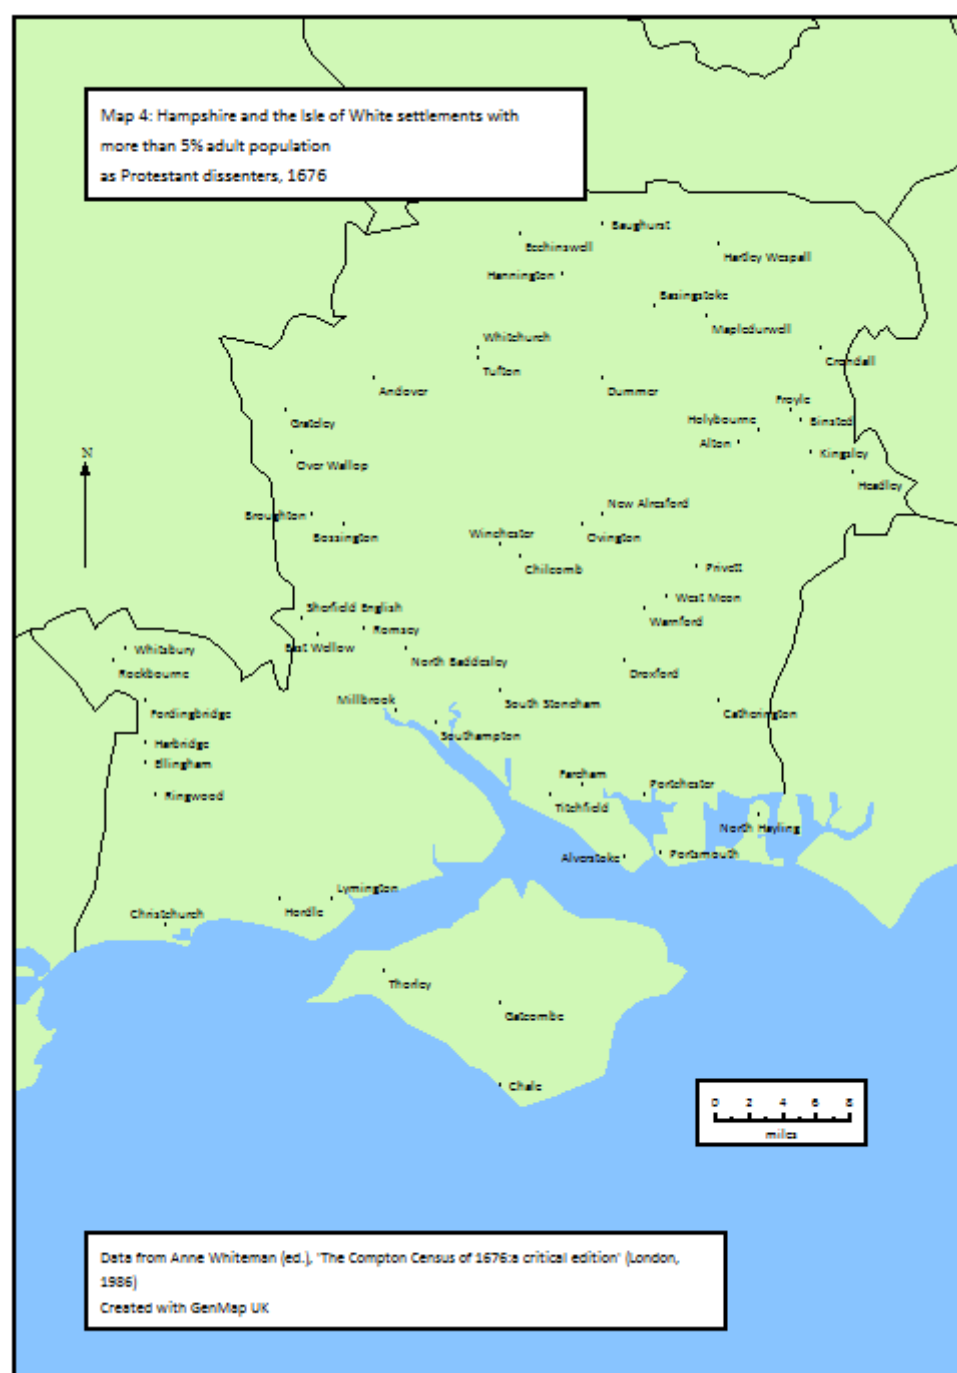 Map 4: Hampshire and the Isle of White settlements with
more than 5% adult population
as Protestant dissenters, 1676
Baughurst
Ecchinswell
Hartley Wespall
Hannington
Basingstoke
Mapledurwell
Whitchurch
Crondall
Tufton
Andover
Dummer
Froyle
Grateley
Holybourne
Binsted
Alton
Kingsley
N
Over Wallop
Headley
New Alresford
Broughton
Bossington
Winchester
Ovington
Chilcomb
Privett
West Meon
Sherfield English
Warnford
Romsey
Whitsbury
East Wellow
North Baddesley
Rockbourne
Droxford
Millbrook
South Stoneham
Fordingbridge
Catherington
Southampton
Harbridge
Ellingham
Fareham
Portchester
Ringwood
Titchfield
North Hayling
Alverstoke
Portsmouth
Lymington
Christchurch
Hordle
Thorley
Gatcombe
Chale
0 2 4 6 8
miles
Data from Anne Whiteman (ed.), 'The Compton Census of 1676:a critical edition' (London,
1986)
Created with GenMap UK